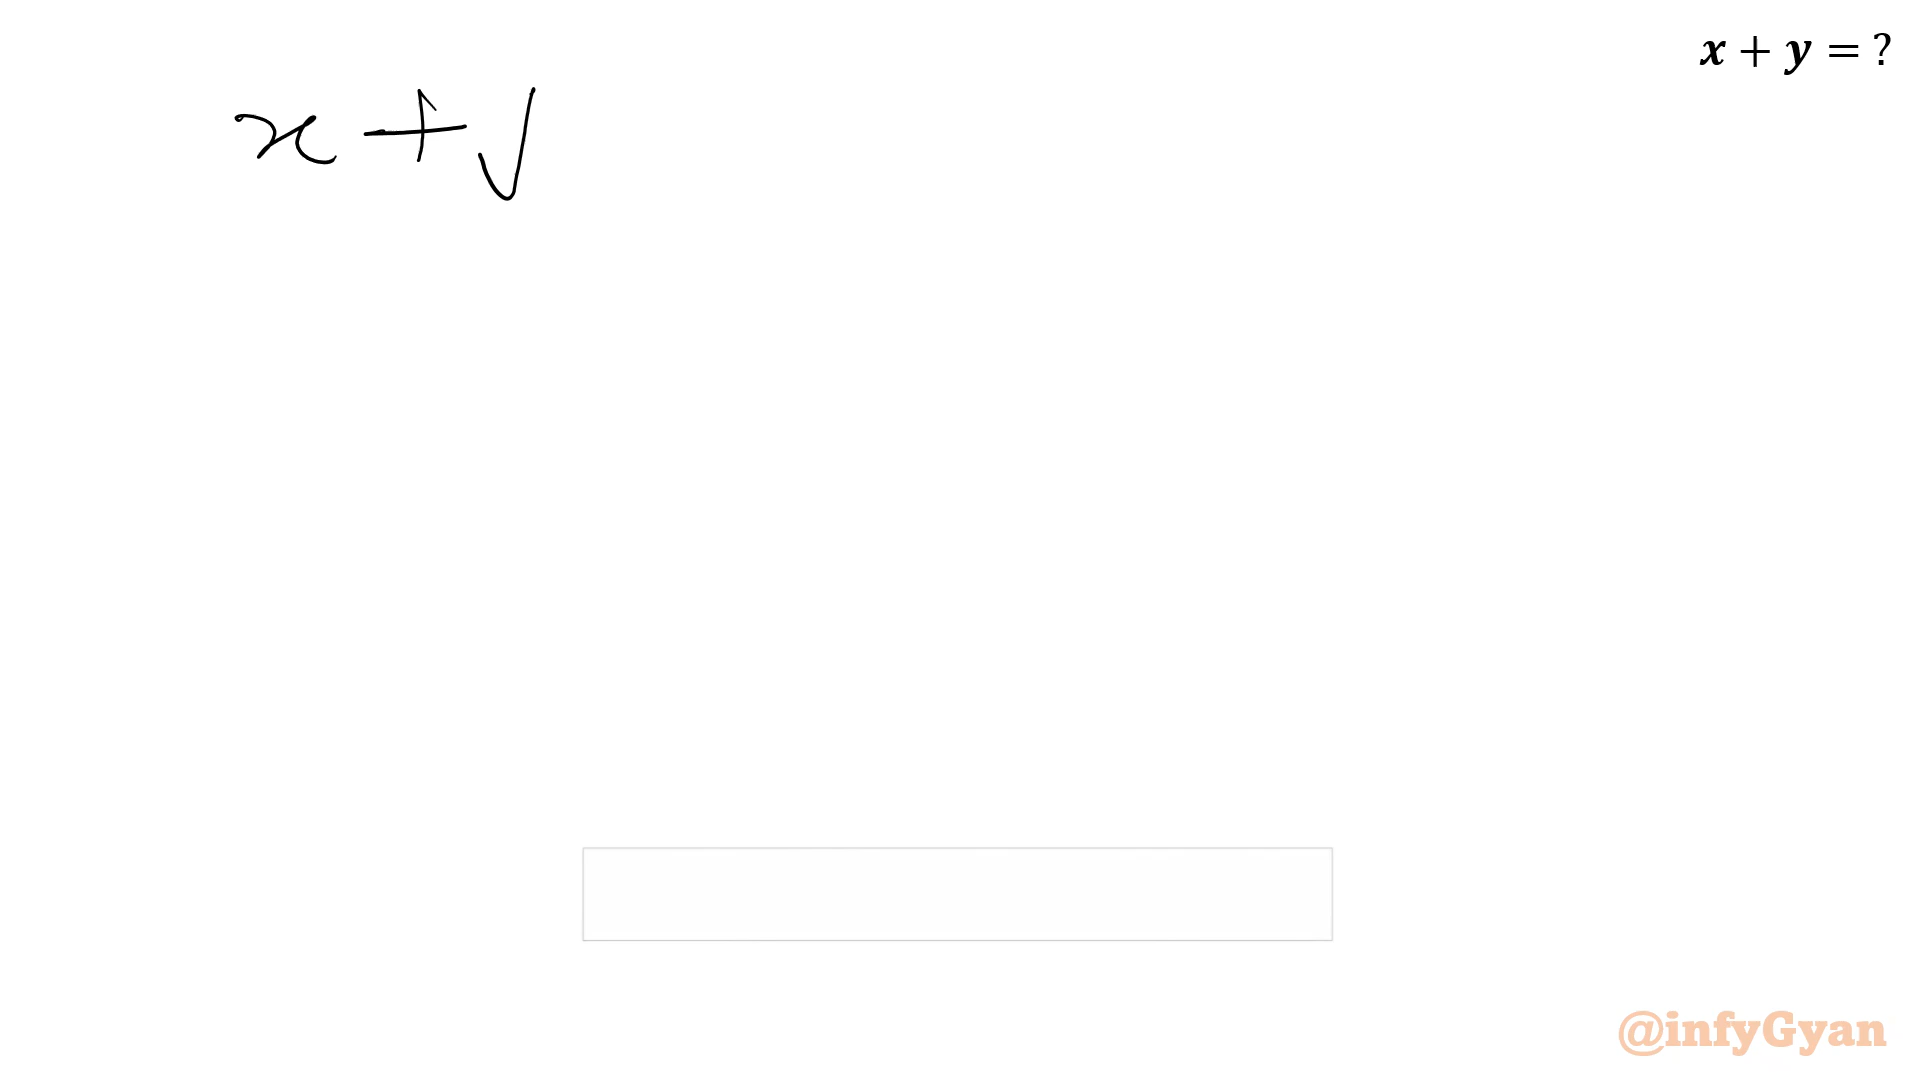 x + y = ?
x + √
@infyGyan